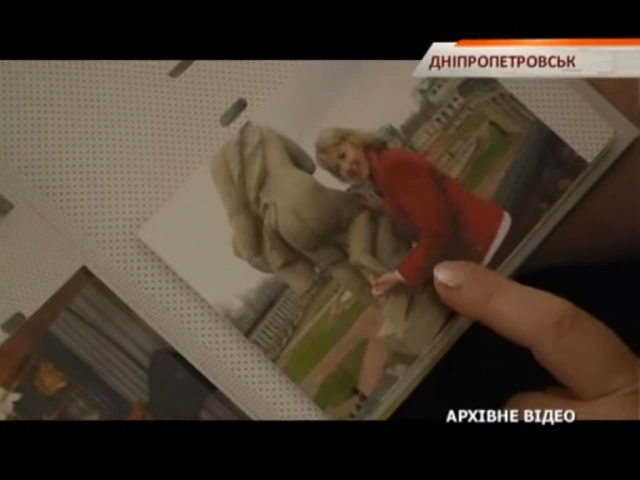 ДНІПРОПЕТРОВСЬК
АРХІВНЕ ВІДЕО